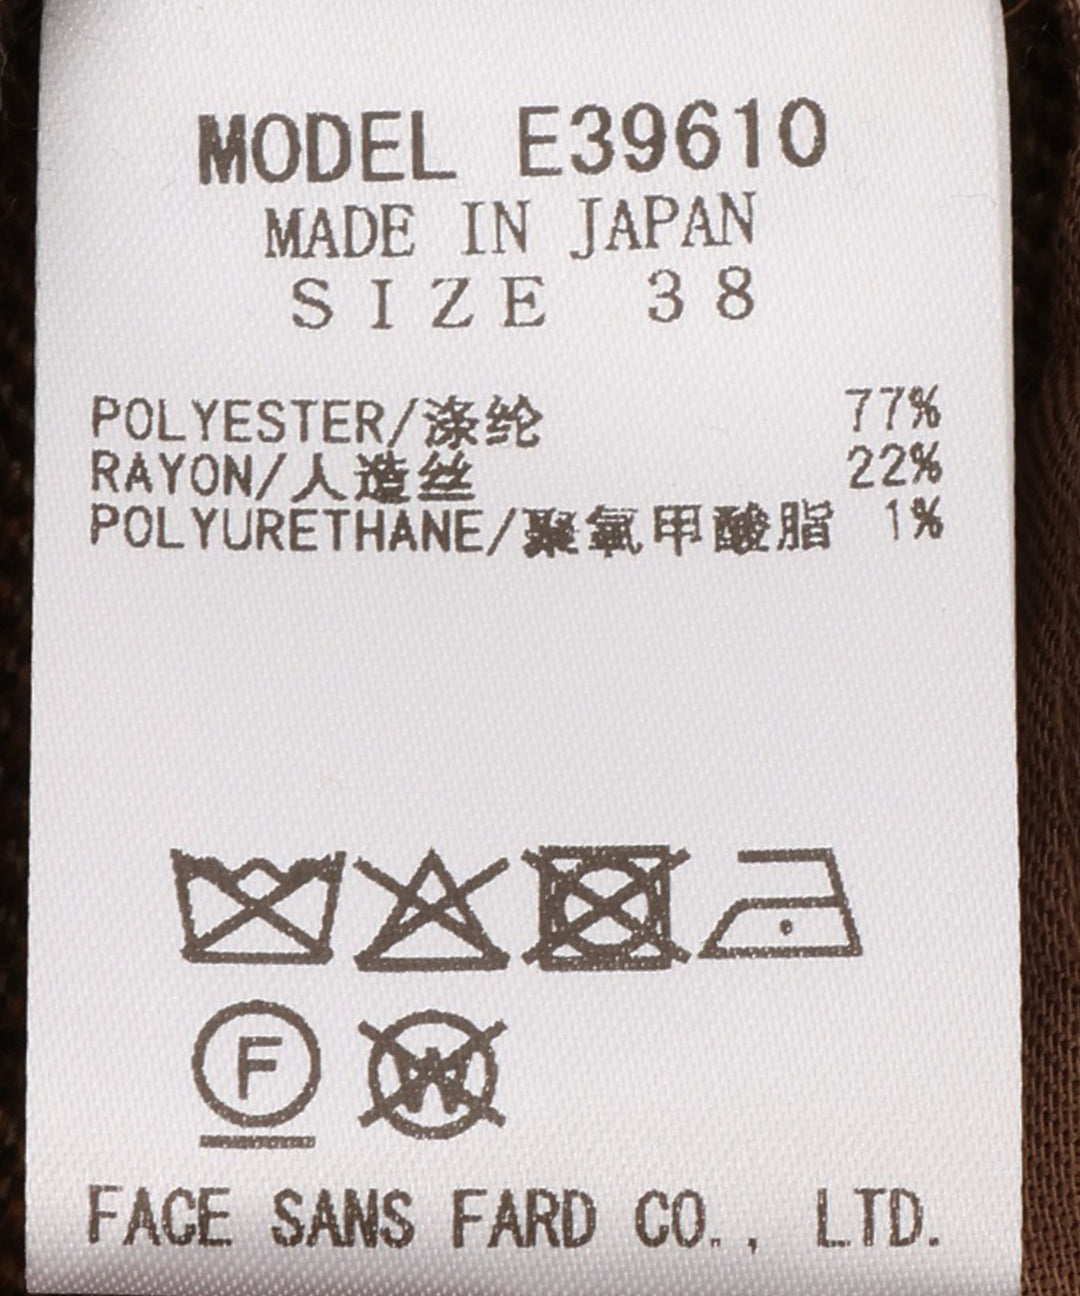 MODEL E39610
MADE IN JAPAN
SIZE 38
POLYESTER/涤纶 77%
RAYON/人造丝 22%
POLYURETHANE/聚氧甲酸脂 1%
F W
FACE SANS FARD CO., LTD.